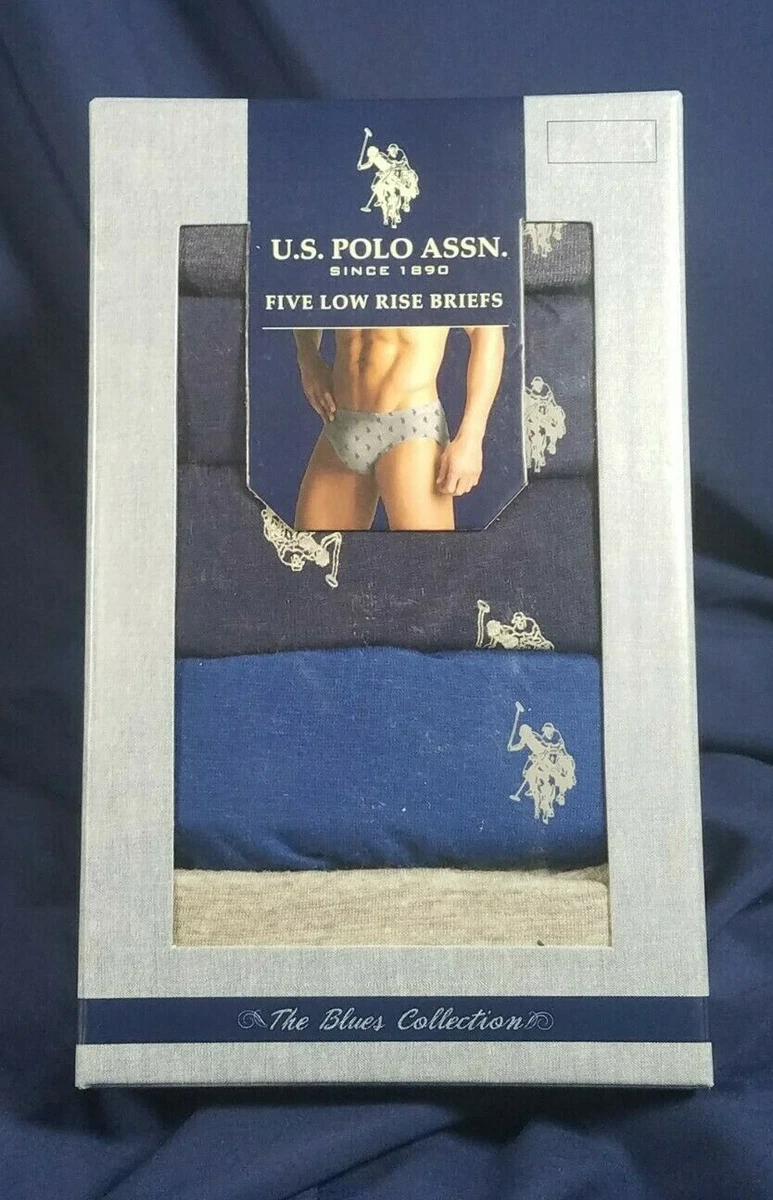 U.S. POLO ASSN.
SINCE 1890
FIVE LOW RISE BRIEFS
The Blues Collection